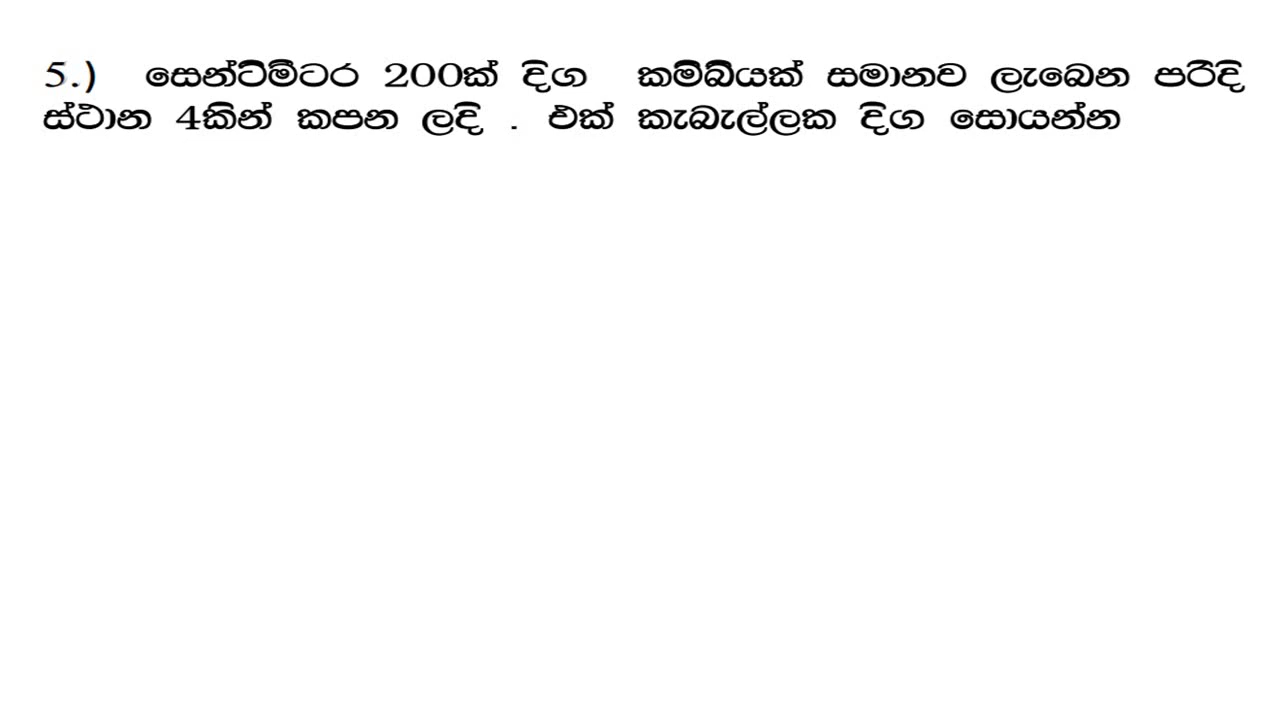 5.) සෙන්ටිමීටර 200ක් දිග කම්බියක් සමානව ලැබෙන පරිදි
ස්ථාන 4කින් කපන ලදි . එක් කැබැල්ලක දිග සොයන්න